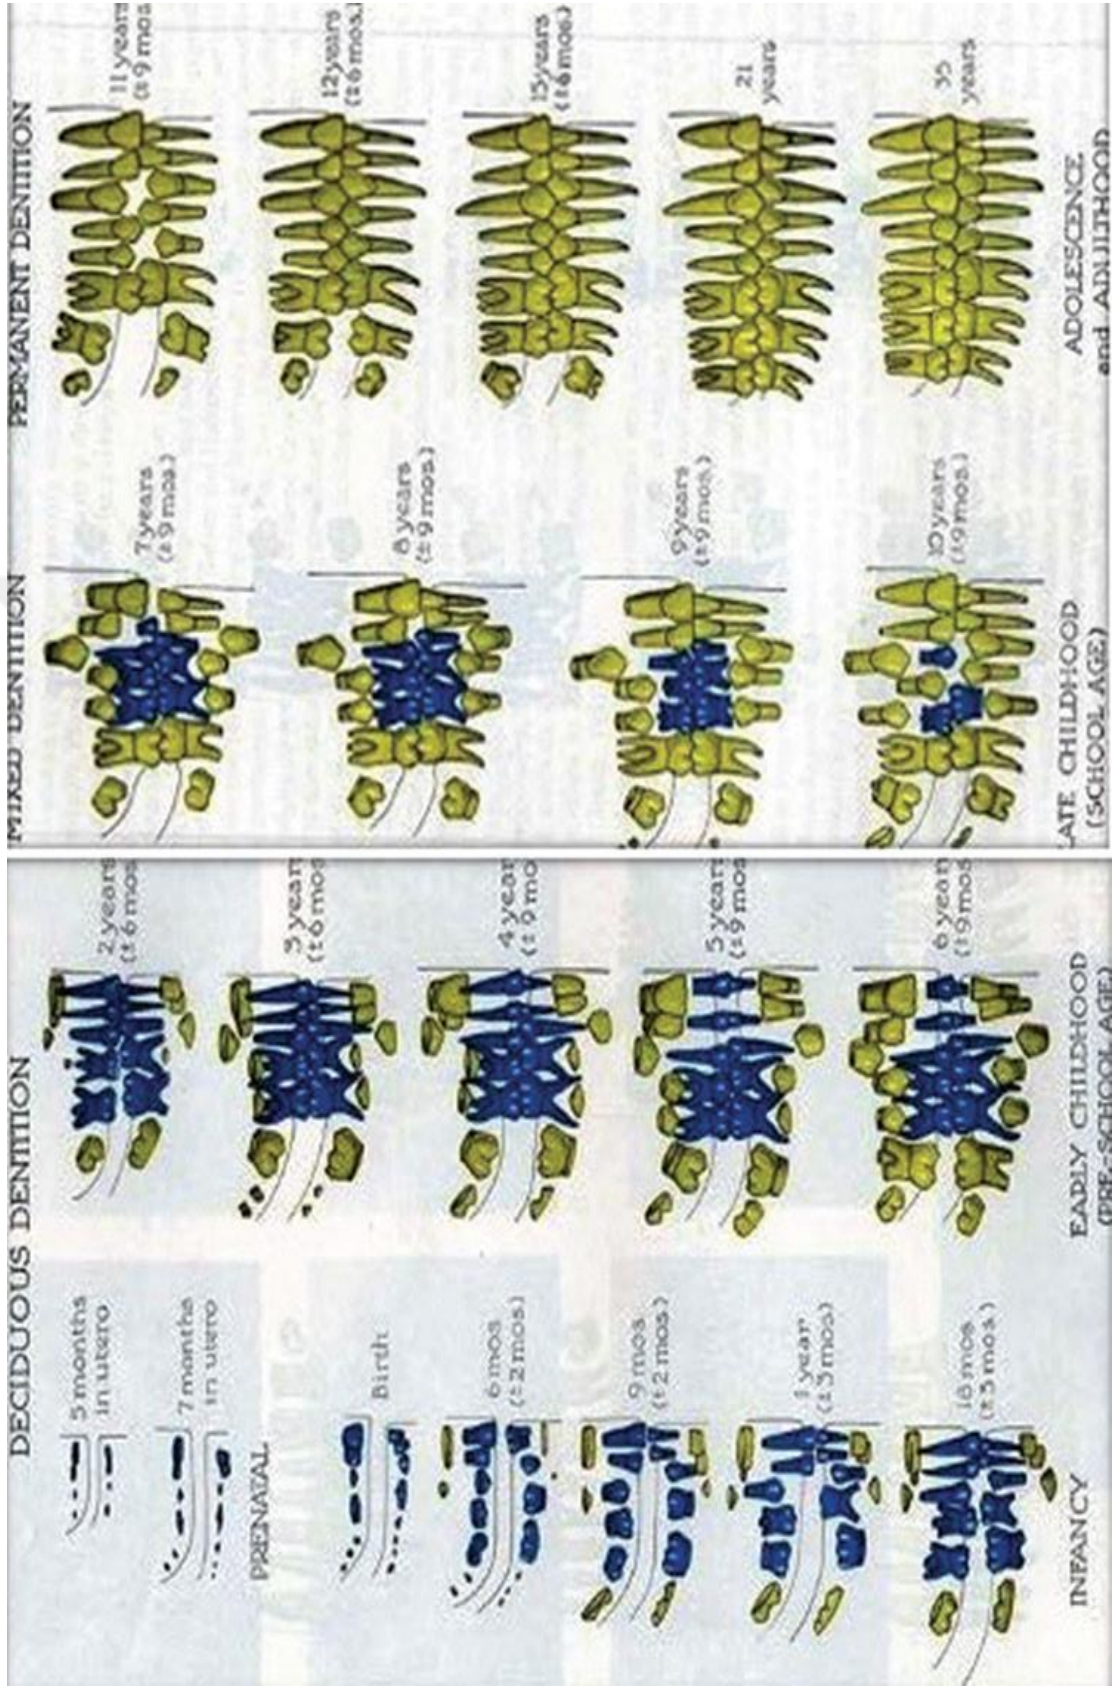 DECIDUOUS DENTITION
5 months
in utero
7 months
in utero
PRENATAL
Birth
6 mos
(± 2 mos.)
9 mos
(± 2 mos.)
1 year
(± 3 mos.)
18 mos
(± 3 mos.)
INFANCY
2 years
(± 6 mos
3 years
(± 6 mos
4 year
(± 9 mo
5 years
(± 9 mos
6 year
(± 9 mos
EARLY CHILDHOOD
(PRE-SCHOOL AGE)
MIXED DENTITION
7 years
(± 9 mos.)
8 years
(± 9 mos.)
9 years
(± 9 mos.)
10 years
(± 9 mos.)
LATE CHILDHOOD
(SCHOOL AGE)
PERMANENT DENTITION
11 years
(± 9 mos
12 years
(± 6 mos.)
15 years
(± 6 mos.)
21
years
35
years
ADOLESCENCE
and ADULTHOOD